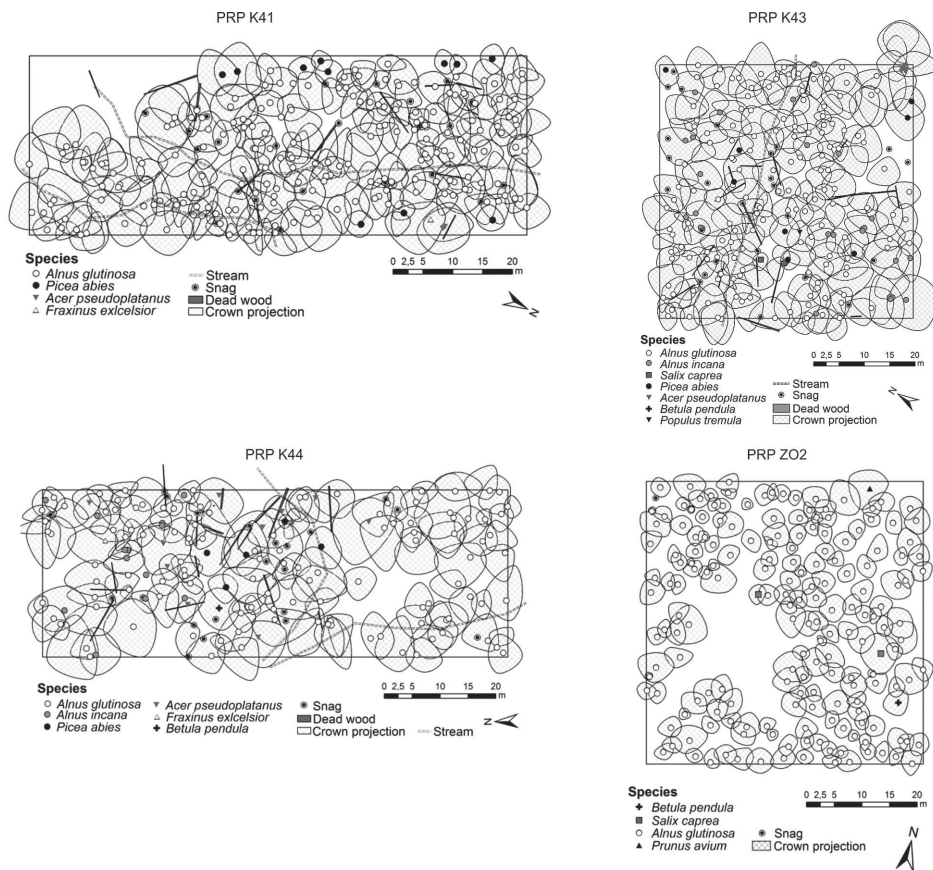 PRP K41
Species
Alnus glutinosa
Picea abies
Acer pseudoplatanus
Fraxinus exlcelsior
Stream
Snag
Dead wood
Crown projection
0 2,5 5 10 15 20
m
N
PRP K43
Species
Alnus glutinosa
Alnus incana
Salix caprea
Picea abies
Acer pseudoplatanus
Betula pendula
Populus tremula
Stream
Snag
Dead wood
Crown projection
0 2,5 5 10 15 20
m
N
PRP K44
Species
Alnus glutinosa
Alnus incana
Picea abies
Acer pseudoplatanus
Fraxinus exlcelsior
Betula pendula
Snag
Dead wood
Crown projection
Stream
0 2,5 5 10 15 20
m
N
PRP ZO2
Species
Betula pendula
Salix caprea
Alnus glutinosa
Prunus avium
Snag
Crown projection
0 2,5 5 10 15 20
m
N